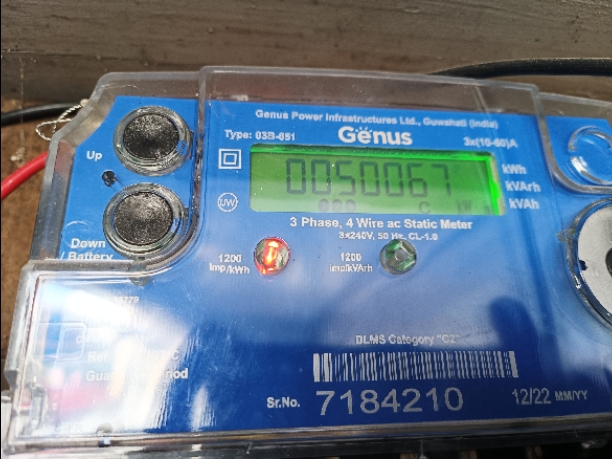 Genus Power Infrastructures Ltd., Guwahati (India)
Type: 03B-051
Genus
3x(10-60)A
Up
0050067
kWh
kVArh
kVAh
UW
C
3 Phase, 4 Wire ac Static Meter
3x240V, 50 Hz, CL-1.0
Down
/ Battery
1200
Imp/kWh
1200
imp/kVArh
DLMS Category "C2"
Sr.No. 7184210
12/22 MM/YY